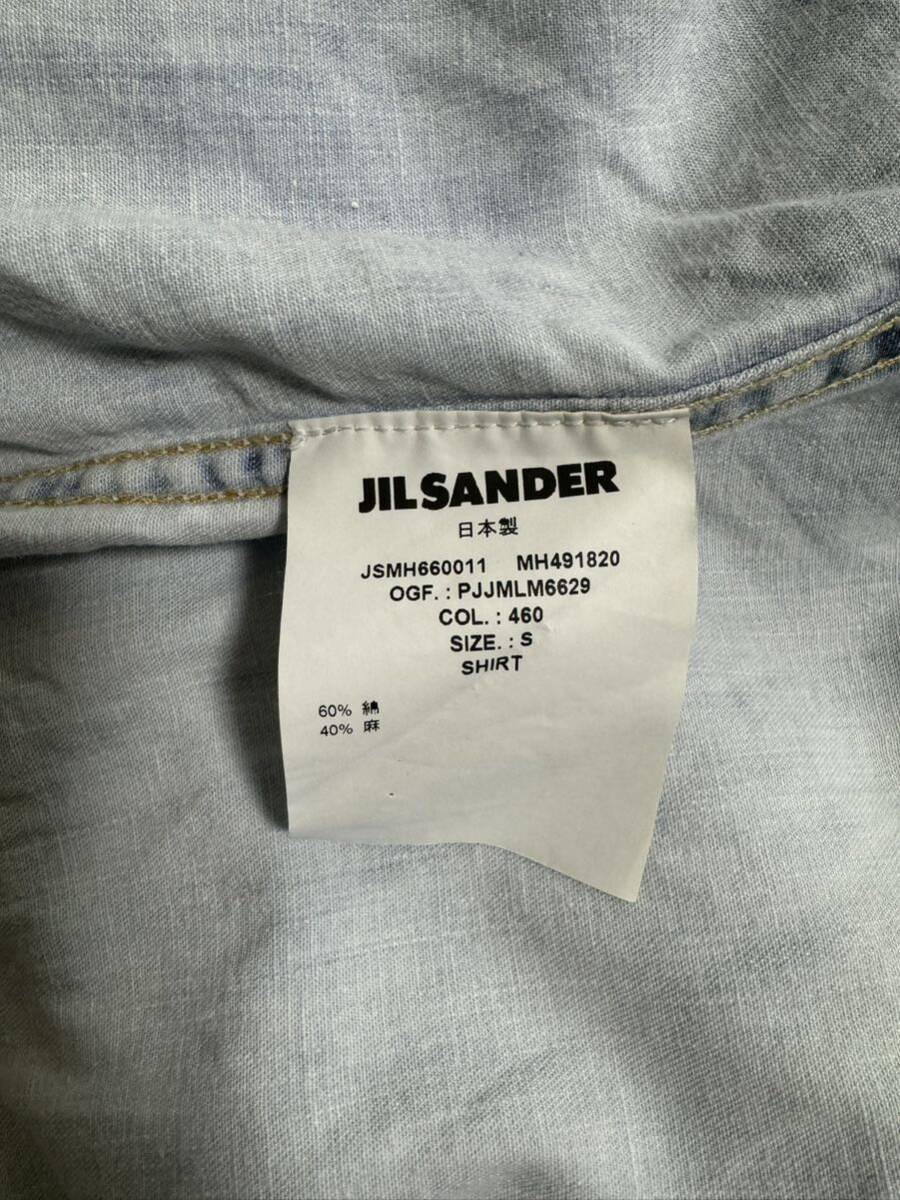 JIL SANDER
日本製
JSMH660011 MH491820
OGF. : PJJMLM6629
COL. : 460
SIZE. : S
SHIRT
60% 綿
40% 麻